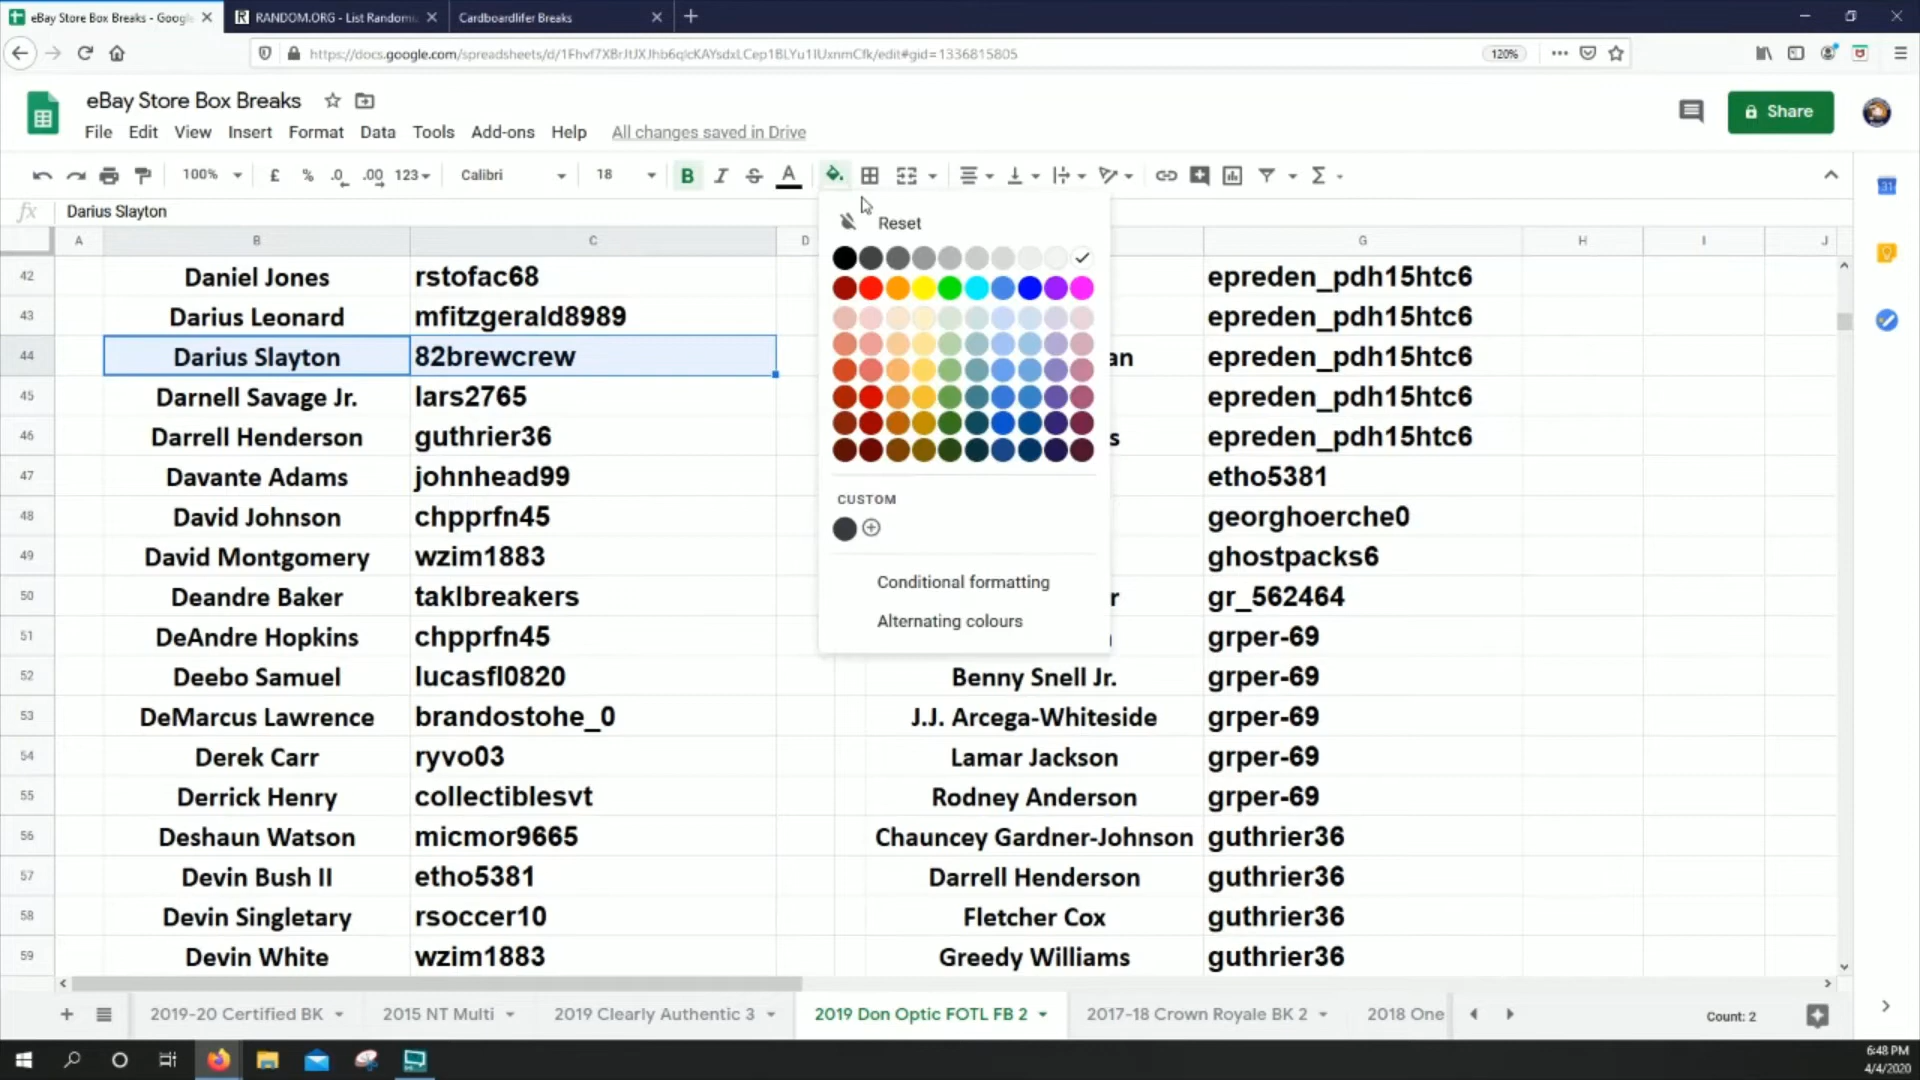 eBay Store Box Breaks - Google
RANDOM.ORG - List Randomi
Cardboardlifer Breaks
120%
eBay Store Box Breaks
File Edit View Insert Format Data Tools Add-ons Help All changes saved in Drive
Share
100% £ % .0 .00 123 Calibri 18 B I S A
fx Darius Slayton
Reset
A B C D G H I J
42 Daniel Jones rstofac68 epreden_pdh15htc6
43 Darius Leonard mfitzgerald8989 epreden_pdh15htc6
44 Darius Slayton 82brewcrew an epreden_pdh15htc6
45 Darnell Savage Jr. lars2765 epreden_pdh15htc6
46 Darrell Henderson guthrier36 s epreden_pdh15htc6
47 Davante Adams johnhead99 etho5381
48 David Johnson chpprfn45 georghoerche0
49 David Montgomery wzim1883 ghostpacks6
50 Deandre Baker taklbreakers r gr_562464
51 DeAndre Hopkins chpprfn45 grper-69
52 Deebo Samuel lucasfl0820 Benny Snell Jr. grper-69
53 DeMarcus Lawrence brandostohe_0 J.J. Arcega-Whiteside grper-69
54 Derek Carr ryvo03 Lamar Jackson grper-69
55 Derrick Henry collectiblesvt Rodney Anderson grper-69
56 Deshaun Watson micmor9665 Chauncey Gardner-Johnson guthrier36
57 Devin Bush II etho5381 Darrell Henderson guthrier36
58 Devin Singletary rsoccer10 Fletcher Cox guthrier36
59 Devin White wzim1883 Greedy Williams guthrier36
CUSTOM
Conditional formatting
Alternating colours
2019-20 Certified BK 2015 NT Multi 2019 Clearly Authentic 3 2019 Don Optic FOTL FB 2 2017-18 Crown Royale BK 2 2018 One
Count: 2
6:48 PM
4/4/2020